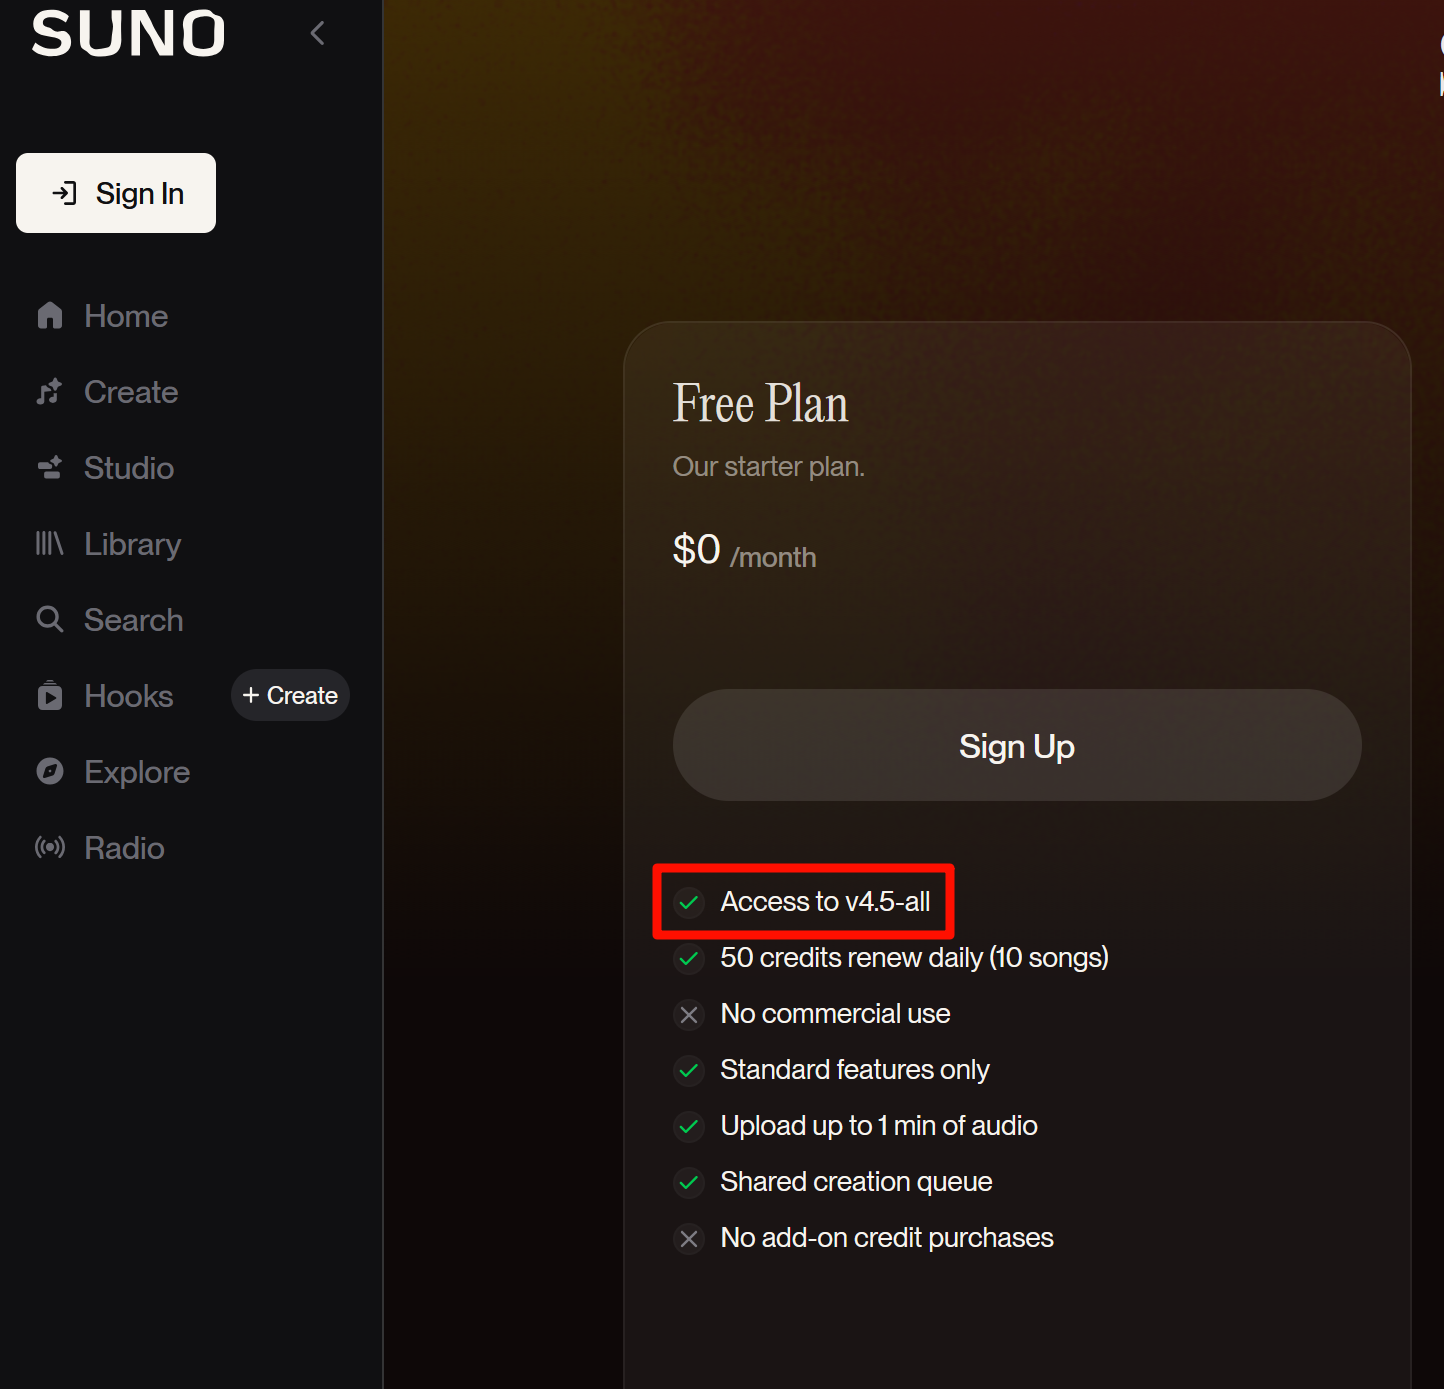 SUNO
Sign In
Home
Create
Studio
Library
Search
Hooks
+ Create
Explore
Radio
Free Plan
Our starter plan.
$0 /month
Sign Up
Access to v4.5-all
50 credits renew daily (10 songs)
No commercial use
Standard features only
Upload up to 1 min of audio
Shared creation queue
No add-on credit purchases